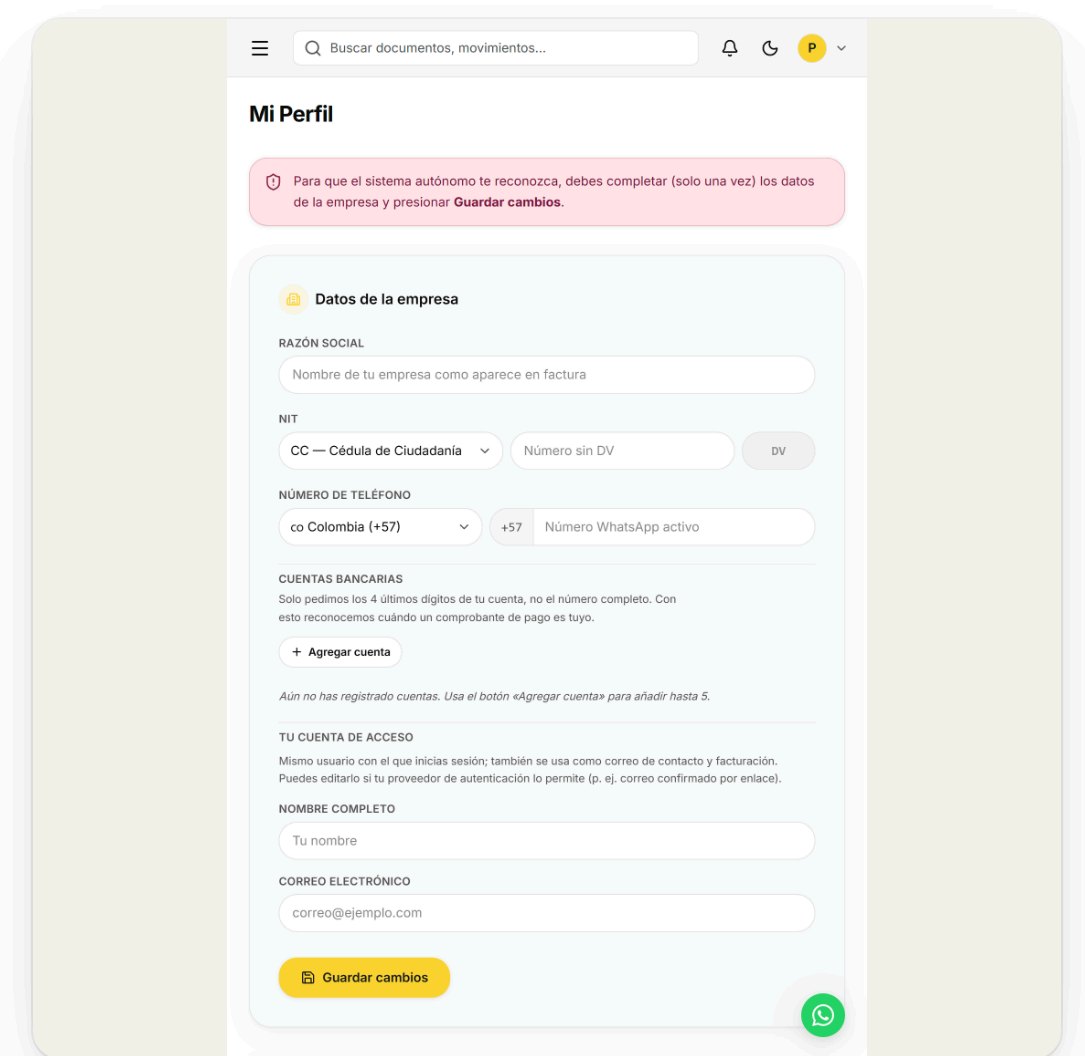 Buscar documentos, movimientos...
P
Mi Perfil
Para que el sistema autónomo te reconozca, debes completar (solo una vez) los datos
de la empresa y presionar Guardar cambios.
Datos de la empresa
RAZÓN SOCIAL
Nombre de tu empresa como aparece en factura
NIT
CC — Cédula de Ciudadanía
Número sin DV
DV
NÚMERO DE TELÉFONO
co Colombia (+57)
+57
Número WhatsApp activo
CUENTAS BANCARIAS
Solo pedimos los 4 últimos dígitos de tu cuenta, no el número completo. Con
esto reconocemos cuándo un comprobante de pago es tuyo.
+ Agregar cuenta
Aún no has registrado cuentas. Usa el botón «Agregar cuenta» para añadir hasta 5.
TU CUENTA DE ACCESO
Mismo usuario con el que inicias sesión; también se usa como correo de contacto y facturación.
Puedes editarlo si tu proveedor de autenticación lo permite (p. ej. correo confirmado por enlace).
NOMBRE COMPLETO
Tu nombre
CORREO ELECTRÓNICO
correo@ejemplo.com
Guardar cambios